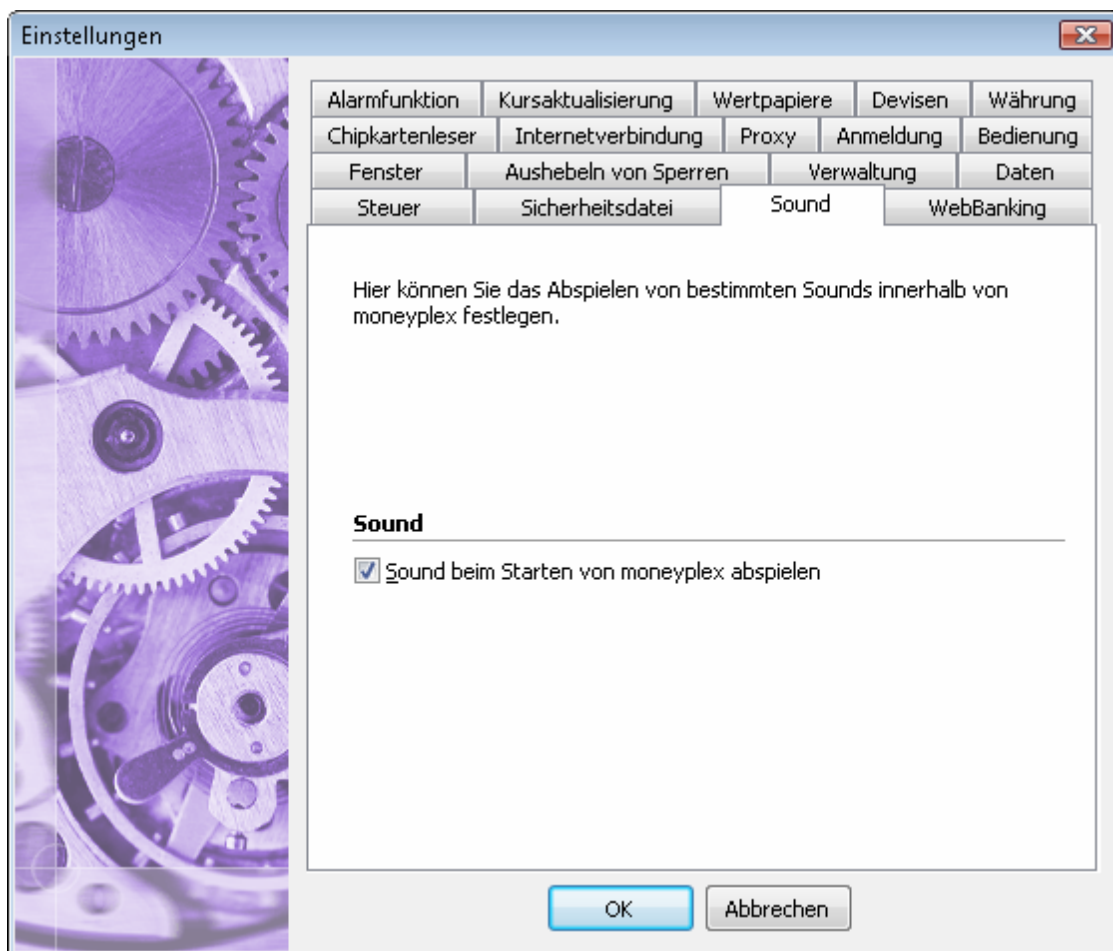 Einstellungen
Alarmfunktion Kursaktualisierung Wertpapiere Devisen Währung
Chipkartenleser Internetverbindung Proxy Anmeldung Bedienung
Fenster Aushebeln von Sperren Verwaltung Daten
Steuer Sicherheitsdatei Sound WebBanking
Hier können Sie das Abspielen von bestimmten Sounds innerhalb von
moneyplex festlegen.
Sound
Sound beim Starten von moneyplex abspielen
OK Abbrechen